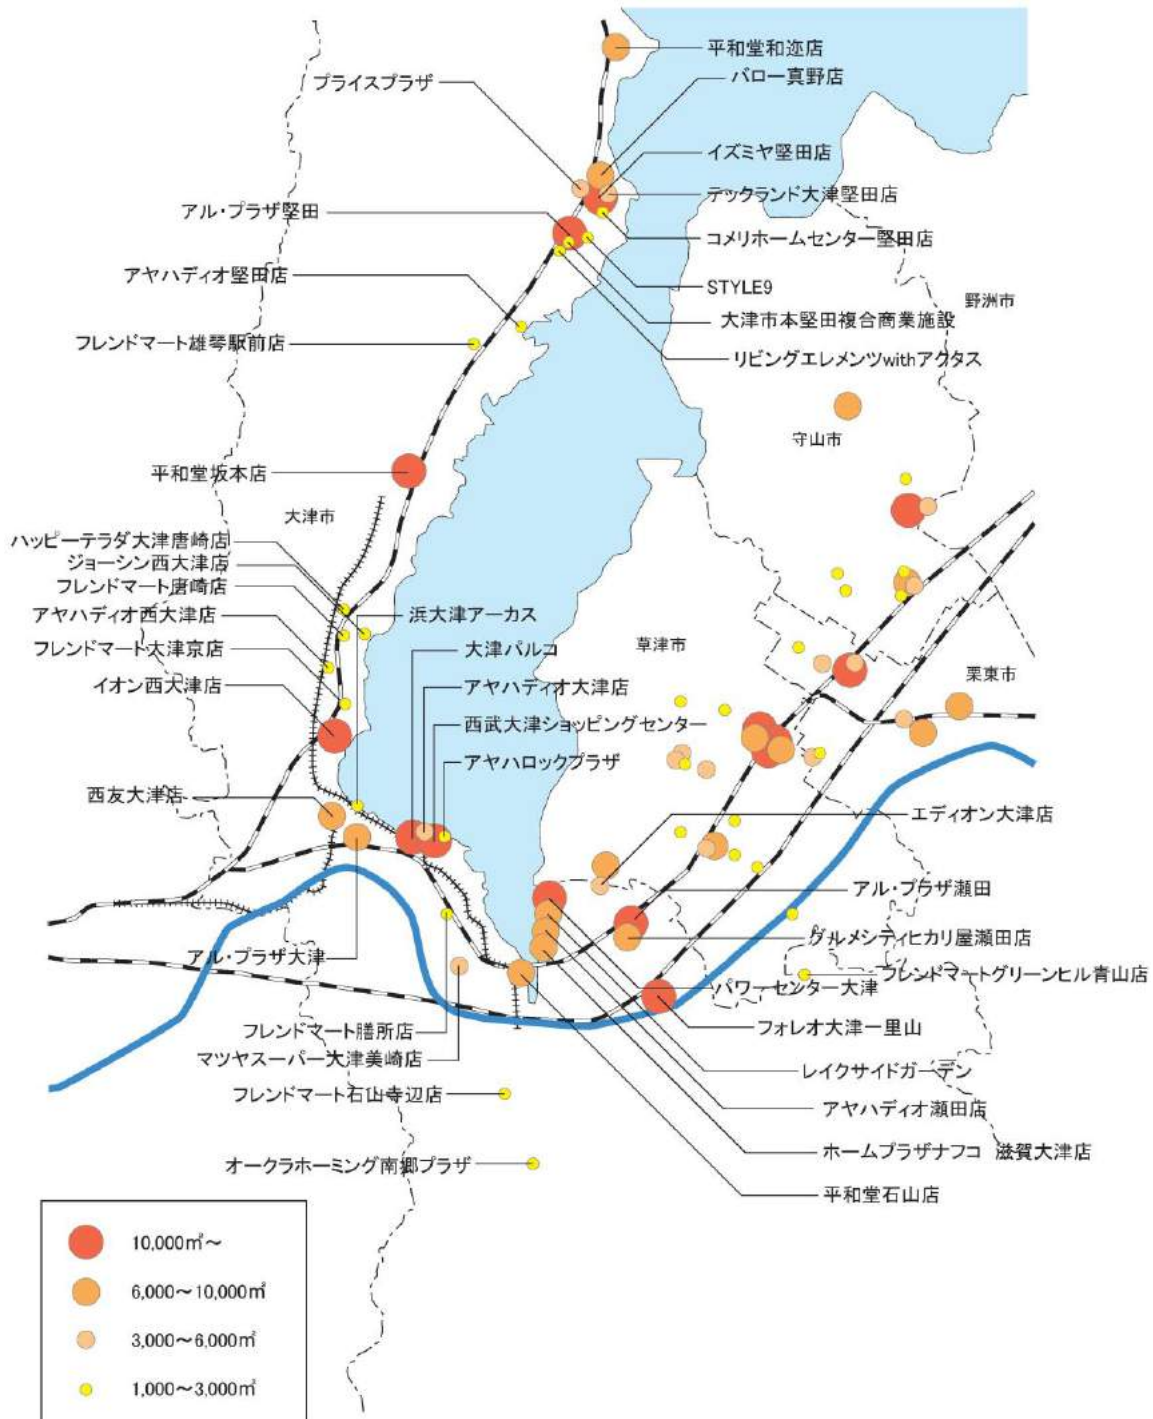 平和堂和迩店
バロー真野店
プライスプラザ
イズミヤ堅田店
デックランド大津堅田店
アル・プラザ堅田
コメリホームセンター堅田店
アヤハディオ堅田店
STYLE9
野洲市
大津市本堅田複合商業施設
フレンドマート雄琴駅前店
リビングエレメンツwithアクタス
守山市
平和堂坂本店
大津市
ハッピーテラダ大津唐崎店
ジョーシン西大津店
フレンドマート唐崎店
アヤハディオ西大津店
浜大津アーカス
フレンドマート大津京店
大津パルコ
草津市
イオン西大津店
アヤハディオ大津店
栗東市
西武大津ショッピングセンター
アヤハロックプラザ
西友大津店
エディオン大津店
アル・プラザ瀬田
グルメシティヒカリ屋瀬田店
アル・プラザ大津
フレンドマートグリーンヒル青山店
パワーセンター大津
フレンドマート膳所店
フォレオ大津一里山
マツヤスーパー大津美崎店
レイクサイドガーデン
フレンドマート石山寺辺店
アヤハディオ瀬田店
ホームプラザナフコ 滋賀大津店
オークラホーミング南郷プラザ
平和堂石山店
10,000㎡～
6,000～10,000㎡
3,000～6,000㎡
1,000～3,000㎡